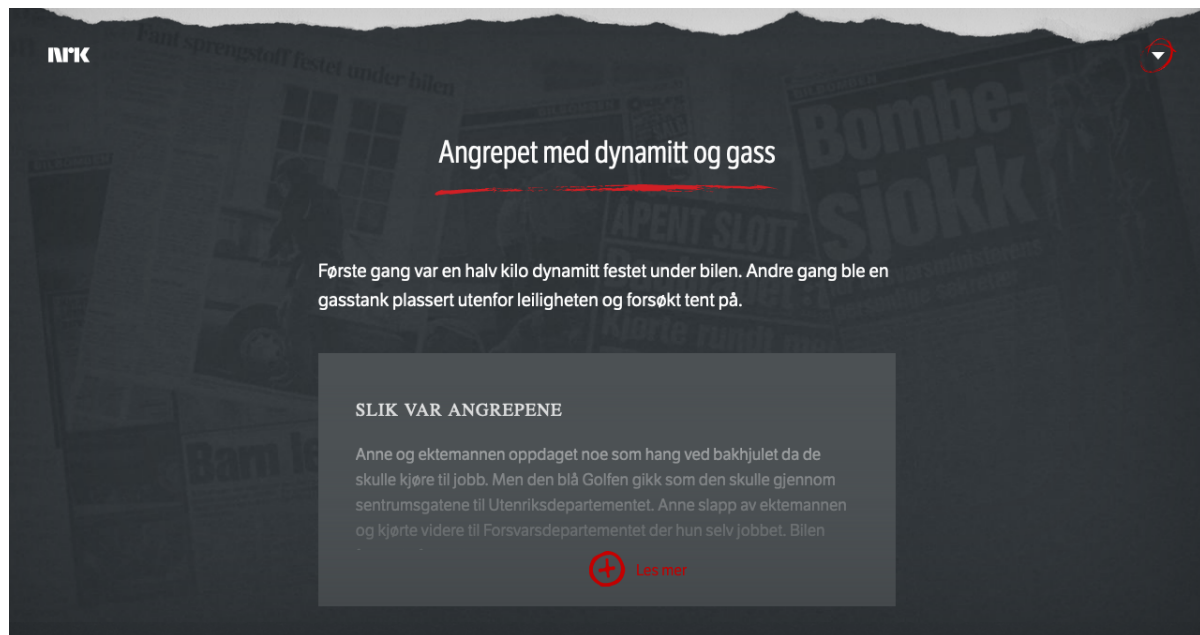 Fant sprengstoff festet under bilen
NRK
Bombe-
sjokk
Angrepet med dynamitt og gass
ÅPENT SLOTT
Første gang var en halv kilo dynamitt festet under bilen. Andre gang ble en
gasstank plassert utenfor leiligheten og forsøkt tent på.
Kjørte rundt med
SLIK VAR ANGREPENE
Anne og ektemannen oppdaget noe som hang ved bakhjulet da de
skulle kjøre til jobb. Men den blå Golfen gikk som den skulle gjennom
sentrumsgatene til Utenriksdepartementet. Anne slapp av ektemannen
og kjørte videre til Forsvarsdepartementet der hun selv jobbet. Bilen
Barn
Les mer